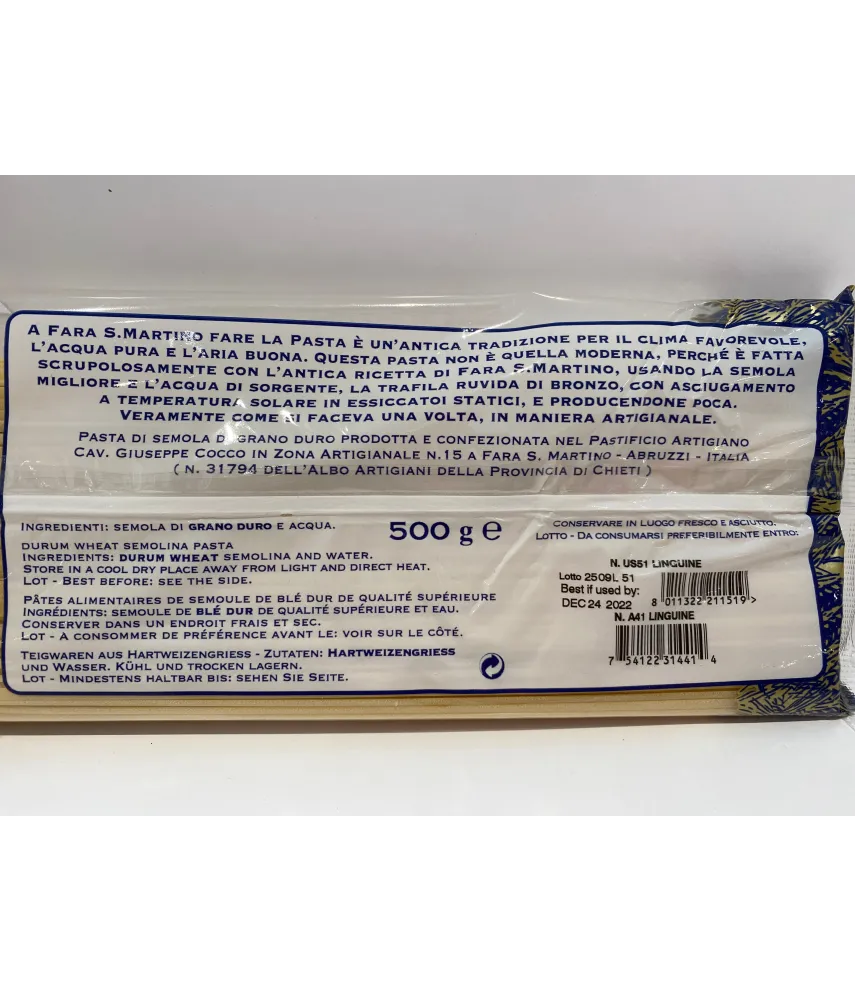 A FARA S.MARTINO FARE LA PASTA È UN'ANTICA TRADIZIONE PER IL CLIMA FAVOREVOLE,
L'ACQUA PURA E L'ARIA BUONA. QUESTA PASTA NON È QUELLA MODERNA, PERCHÉ È FATTA
SCRUPOLOSAMENTE CON L'ANTICA RICETTA DI FARA S.MARTINO, USANDO LA SEMOLA
MIGLIORE E L'ACQUA DI SORGENTE, LA TRAFILA RUVIDA DI BRONZO, CON ASCIUGAMENTO
A TEMPERATURA SOLARE IN ESSICCATOI STATICI, E PRODUCENDONE POCA.
VERAMENTE COME SI FACEVA UNA VOLTA, IN MANIERA ARTIGIANALE.
PASTA DI SEMOLA DI GRANO DURO PRODOTTA E CONFEZIONATA NEL PASTIFICIO ARTIGIANO
CAV. GIUSEPPE COCCO IN ZONA ARTIGIANALE N.15 A FARA S. MARTINO - ABRUZZI - ITALIA
( N. 31794 DELL'ALBO ARTIGIANI DELLA PROVINCIA DI CHIETI )
INGREDIENTI: SEMOLA DI GRANO DURO E ACQUA.
DURUM WHEAT SEMOLINA PASTA
INGREDIENTS: DURUM WHEAT SEMOLINA AND WATER.
STORE IN A COOL DRY PLACE AWAY FROM LIGHT AND DIRECT HEAT.
LOT - BEST BEFORE: SEE THE SIDE.
PÂTES ALIMENTAIRES DE SEMOULE DE BLÉ DUR DE QUALITÉ SUPÉRIEURE
INGRÉDIENTS: SEMOULE DE BLÉ DUR DE QUALITÉ SUPÉRIEURE ET EAU.
CONSERVER DANS UN ENDROIT FRAIS ET SEC.
LOT - A CONSOMMER DE PRÉFÉRENCE AVANT LE: VOIR SUR LE CÔTÉ.
TEIGWAREN AUS HARTWEIZENGRIESS - ZUTATEN: HARTWEIZENGRIESS
UND WASSER. KÜHL UND TROCKEN LAGERN.
LOT - MINDESTENS HALTBAR BIS: SEHEN SIE SEITE.
500 g e
CONSERVARE IN LUOGO FRESCO E ASCIUTTO.
LOTTO - DA CONSUMARSI PREFERIBILMENTE ENTRO:
N. US51 LINGUINE
Lotto 2509L 51
Best if used by:
DEC 24 2022
8 011322 211519 >
N. A41 LINGUINE
7 54122 31441 4